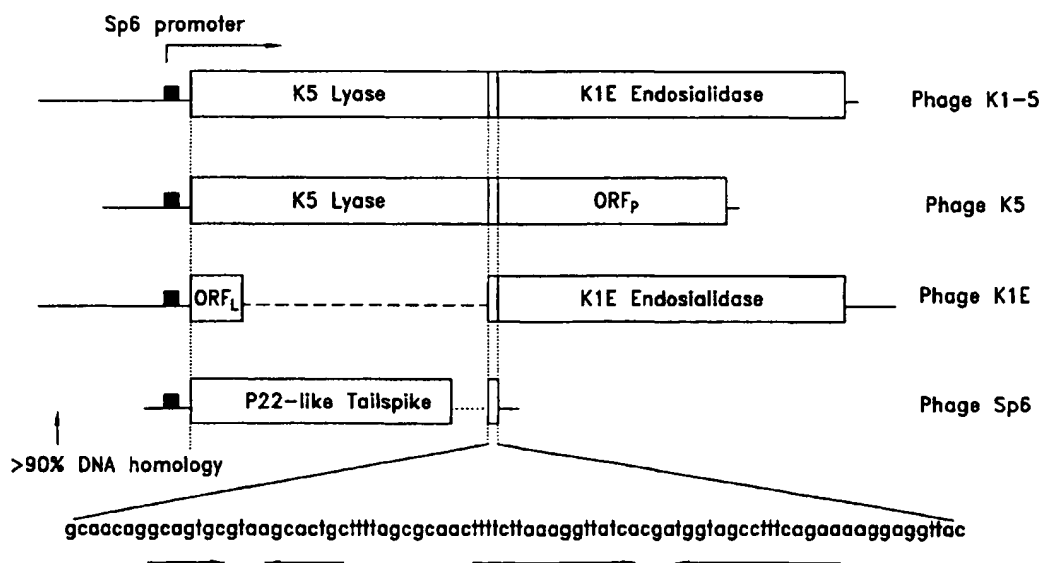 Sp6 promoter
K5 Lyase
K1E Endosialidase
Phage K1-5
K5 Lyase
ORFP
Phage K5
ORFL
K1E Endosialidase
Phage K1E
P22-like Tailspike
Phage Sp6
>90% DNA homology
gcaacaggcagtgcgtaagcactgcttttagcgcaacttttcttaaaggttatcacgatggtagcctttcagaaaaggaggttac